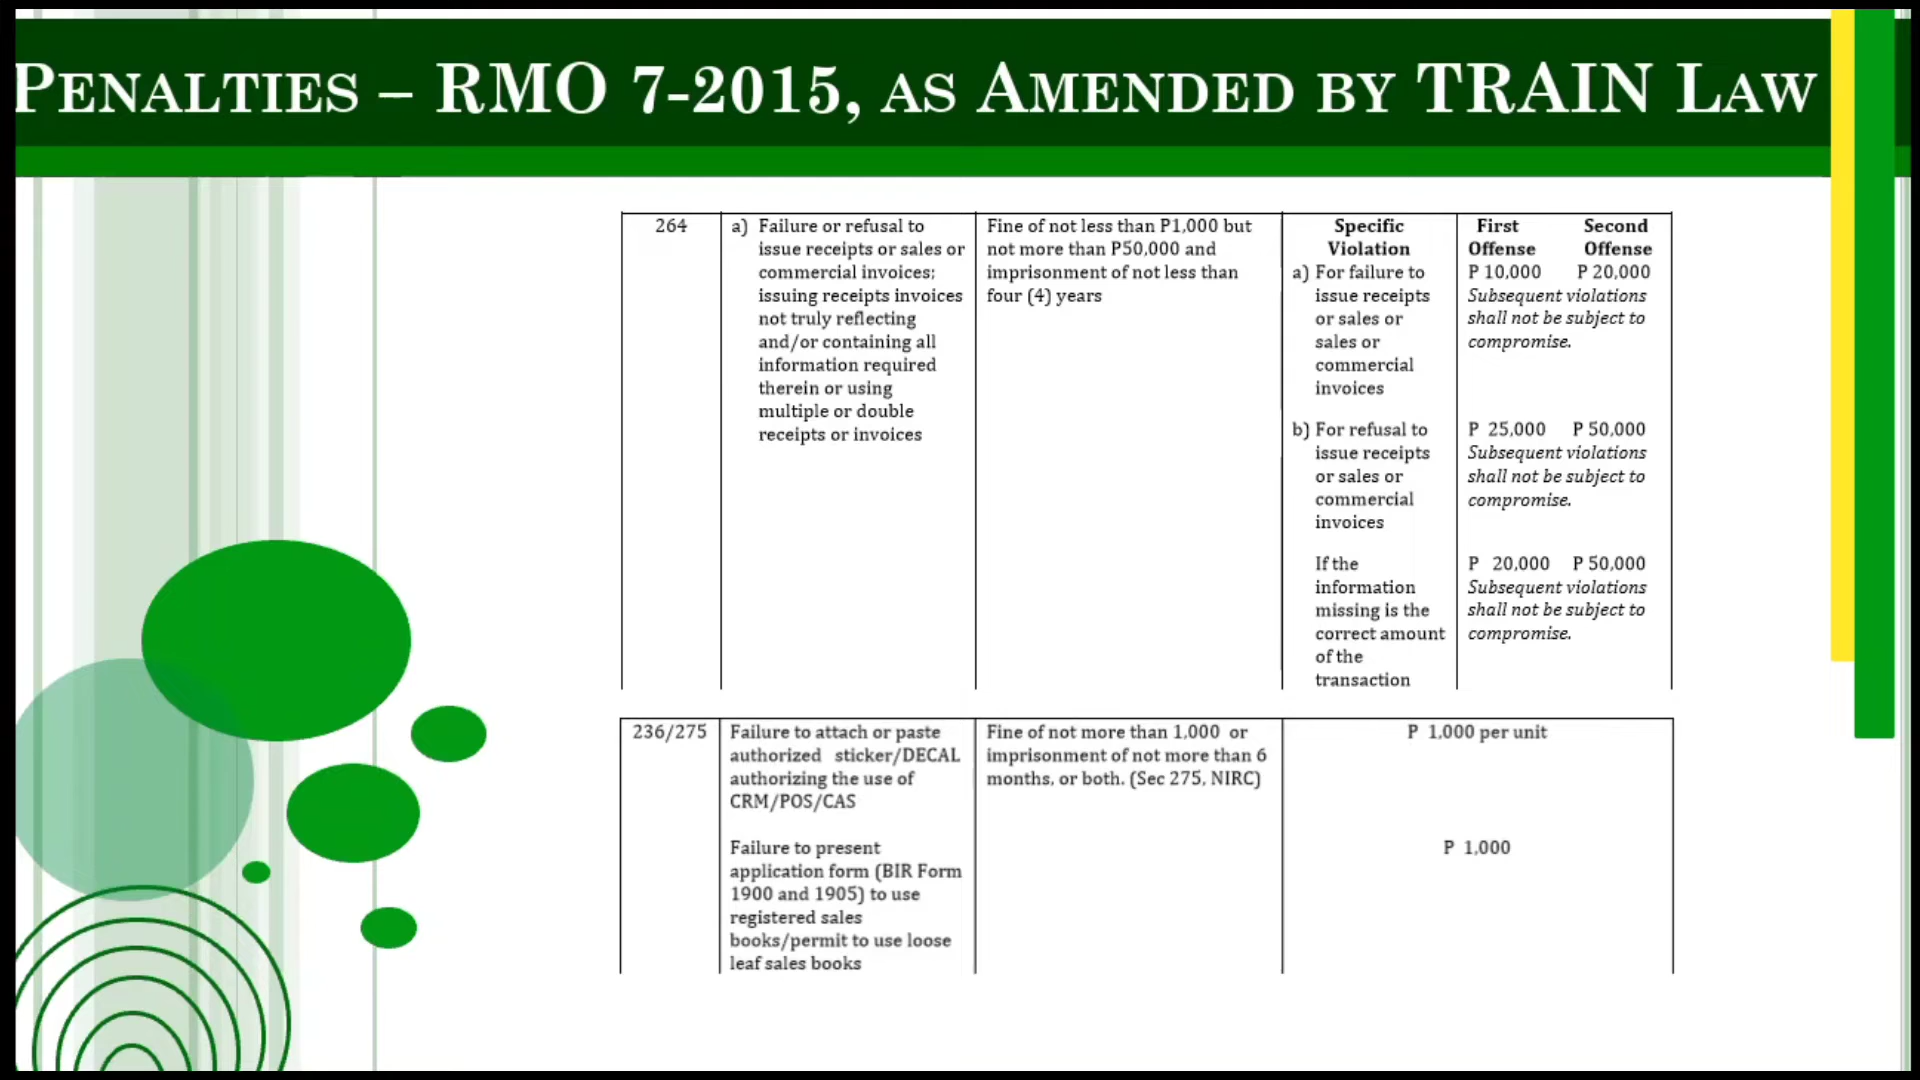 PENALTIES – RMO 7-2015, AS AMENDED BY TRAIN LAW
264
a) Failure or refusal to
issue receipts or sales or
commercial invoices;
issuing receipts invoices
not truly reflecting
and/or containing all
information required
therein or using
multiple or double
receipts or invoices
Fine of not less than P1,000 but
not more than P50,000 and
imprisonment of not less than
four (4) years
Specific
Violation
a) For failure to
issue receipts
or sales or
sales or
commercial
invoices
b) For refusal to
issue receipts
or sales or
commercial
invoices
If the
information
missing is the
correct amount
of the
transaction
First Second
Offense Offense
P 10,000 P 20,000
Subsequent violations
shall not be subject to
compromise.
P 25,000 P 50,000
Subsequent violations
shall not be subject to
compromise.
P 20,000 P 50,000
Subsequent violations
shall not be subject to
compromise.
236/275
Failure to attach or paste
authorized sticker/DECAL
authorizing the use of
CRM/POS/CAS
Failure to present
application form (BIR Form
1900 and 1905) to use
registered sales
books/permit to use loose
leaf sales books
Fine of not more than 1,000 or
imprisonment of not more than 6
months, or both. (Sec 275, NIRC)
P 1,000 per unit
P 1,000